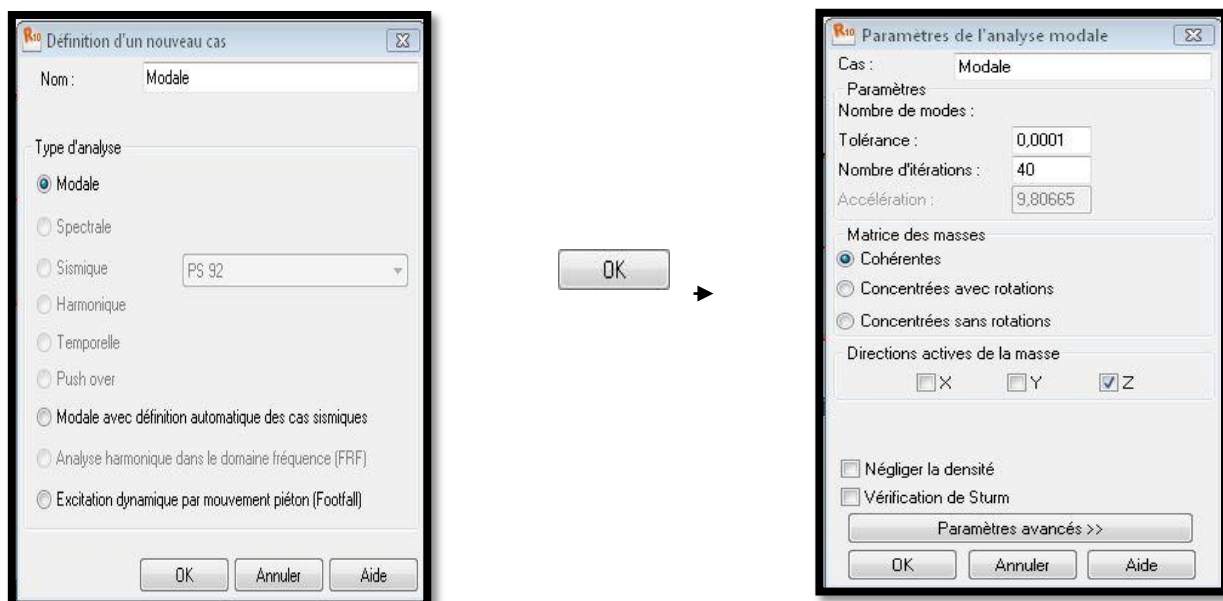 R10 Définition d'un nouveau cas
Nom : Modale
Type d'analyse
Modale
Spectrale
Sismique PS 92
Harmonique
Temporelle
Push over
Modale avec définition automatique des cas sismiques
Analyse harmonique dans le domaine fréquence (FRF)
Excitation dynamique par mouvement piéton (Footfall)
OK Annuler Aide
OK
R10 Paramètres de l'analyse modale
Cas : Modale
Paramètres
Nombre de modes :
Tolérance : 0,0001
Nombre d'itérations : 40
Accélération : 9,80665
Matrice des masses
Cohérentes
Concentrées avec rotations
Concentrées sans rotations
Directions actives de la masse
X Y Z
Négliger la densité
Vérification de Sturm
Paramètres avancés >>
OK Annuler Aide